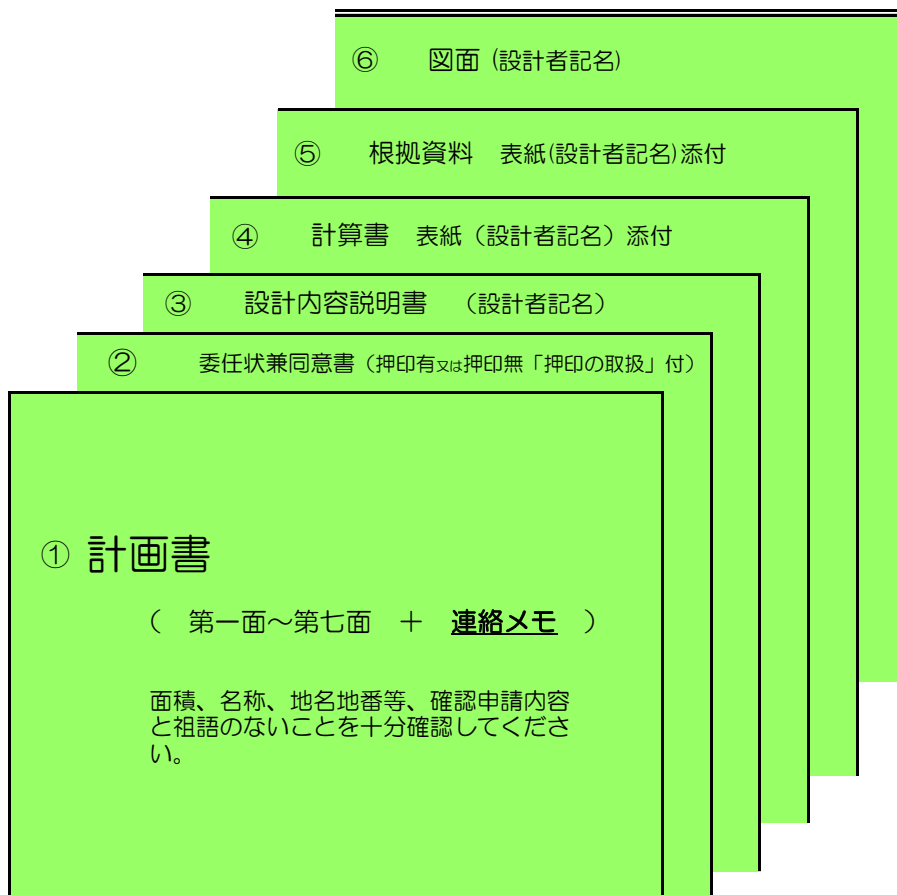 ⑥ 図面 (設計者記名)
⑤ 根拠資料 表紙(設計者記名)添付
④ 計算書 表紙（設計者記名）添付
③ 設計内容説明書 （設計者記名）
② 委任状兼同意書（押印有又は押印無「押印の取扱」付）
① 計画書
（ 第一面～第七面 ＋ 連絡メモ ）
面積、名称、地名地番等、確認申請内容
と祖語のないことを十分確認してくださ
い。